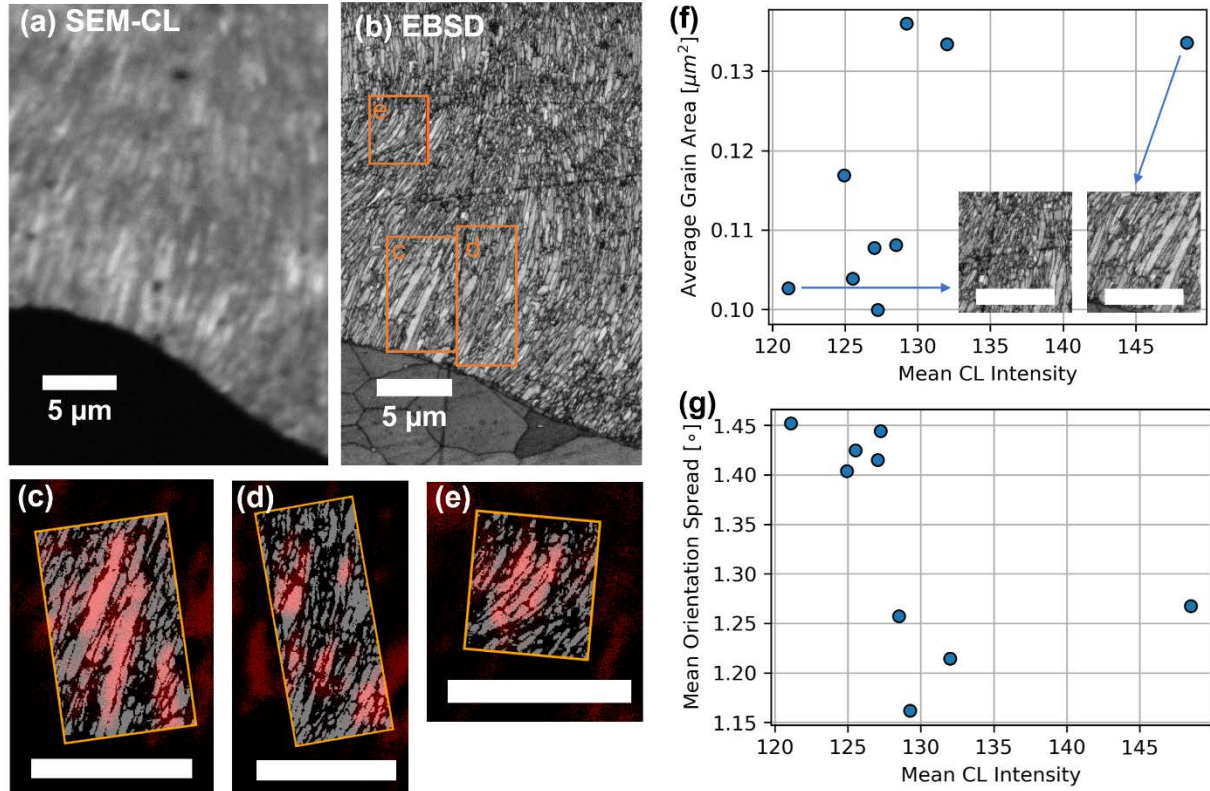 (a) SEM-CL
5 µm
(b) EBSD
e
c
d
5 µm
(c)
(d)
(e)
(f)
Average Grain Area [μm²]
0.13
0.12
0.11
0.10
120 125 130 135 140 145
Mean CL Intensity
(g)
Mean Orientation Spread [∘]
1.45
1.40
1.35
1.30
1.25
1.20
1.15
120 125 130 135 140 145
Mean CL Intensity